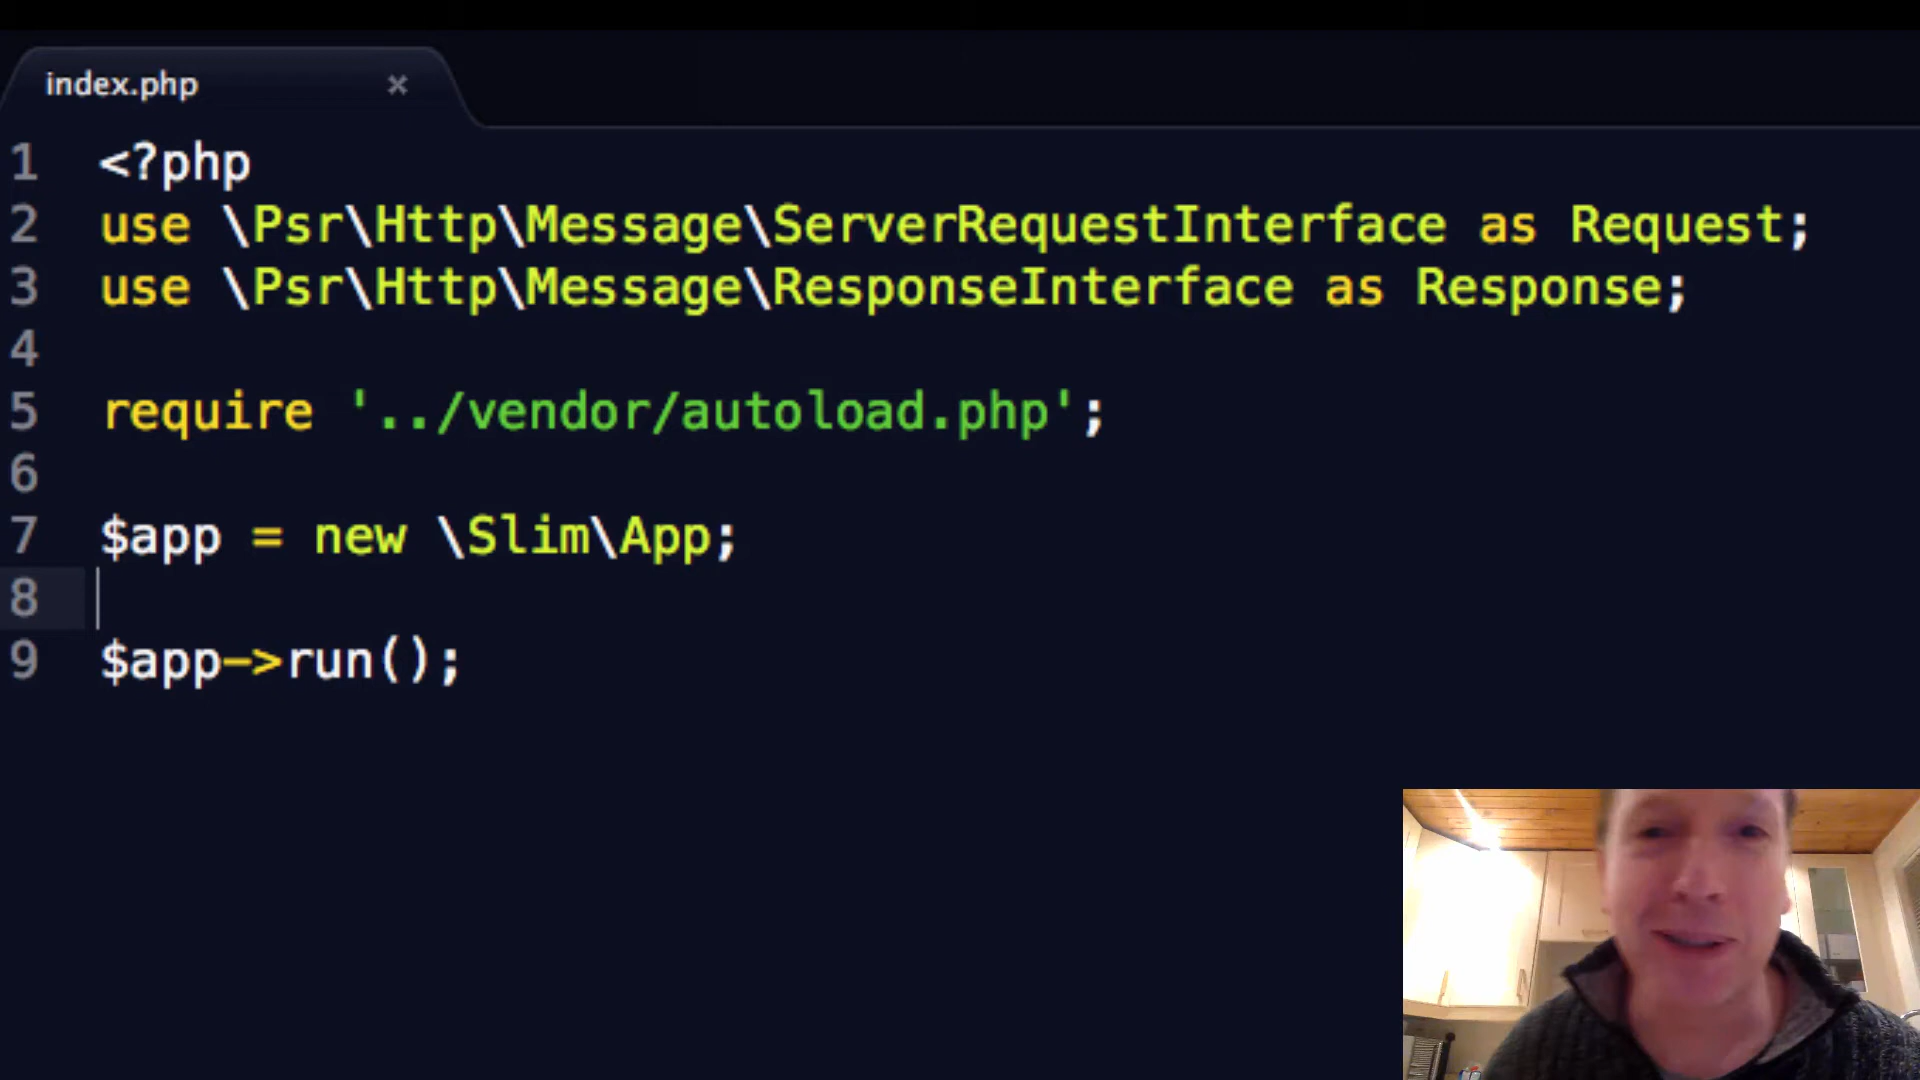 index.php ×
1 <?php
2 use \Psr\Http\Message\ServerRequestInterface as Request;
3 use \Psr\Http\Message\ResponseInterface as Response;
4
5 require '../vendor/autoload.php';
6
7 $app = new \Slim\App;
8
9 $app->run();